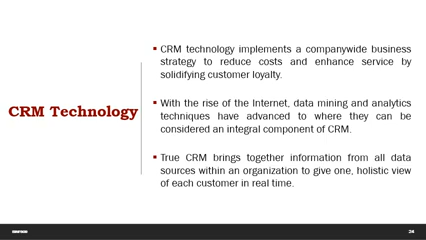 CRM Technology
▪ CRM technology implements a companywide business
strategy to reduce costs and enhance service by
solidifying customer loyalty.
▪ With the rise of the Internet, data mining and analytics
techniques have advanced to where they can be
considered an integral component of CRM.
▪ True CRM brings together information from all data
sources within an organization to give one, holistic view
of each customer in real time.
24